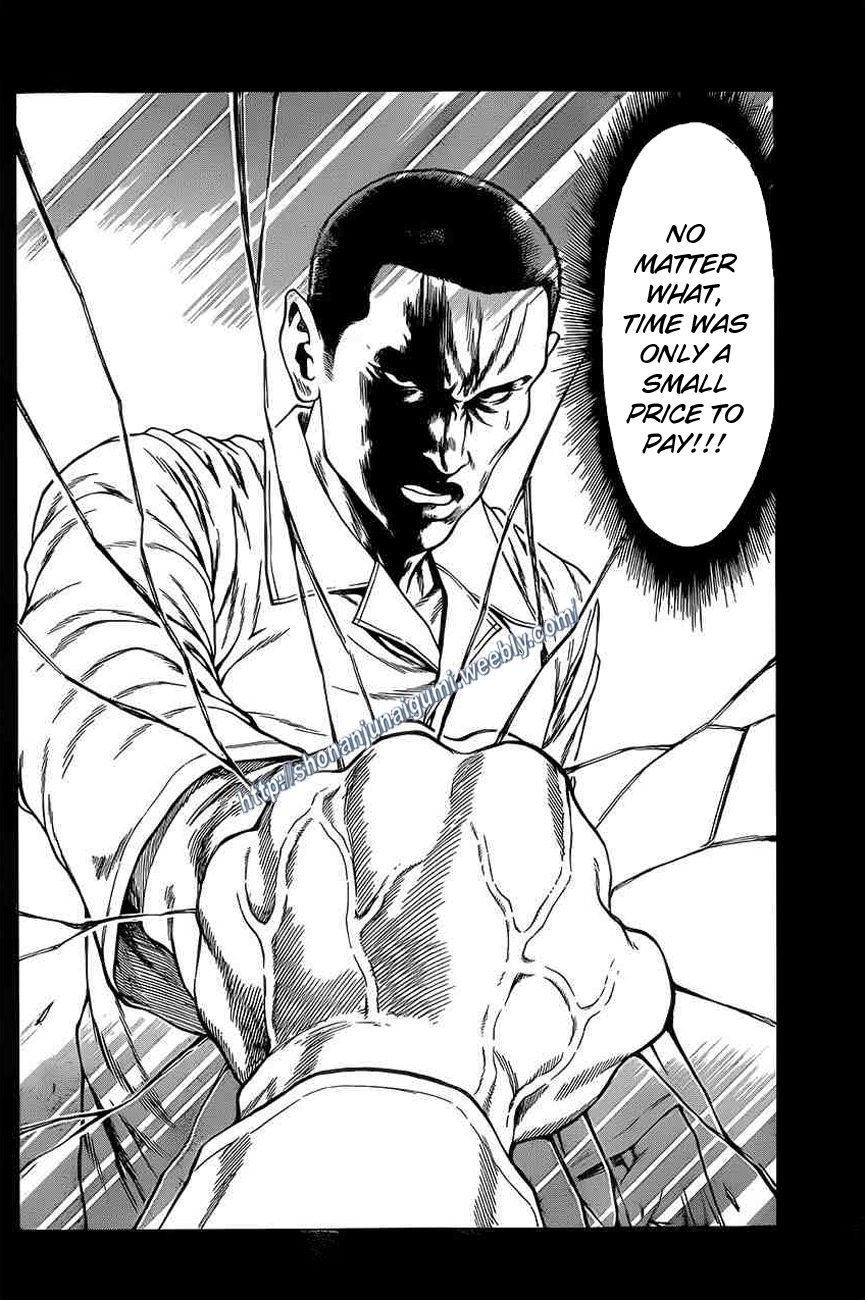 NO
MATTER
WHAT,
TIME WAS
ONLY A
SMALL
PRICE TO
PAY!!!
http://shonanjunaigumi.weebly.com/